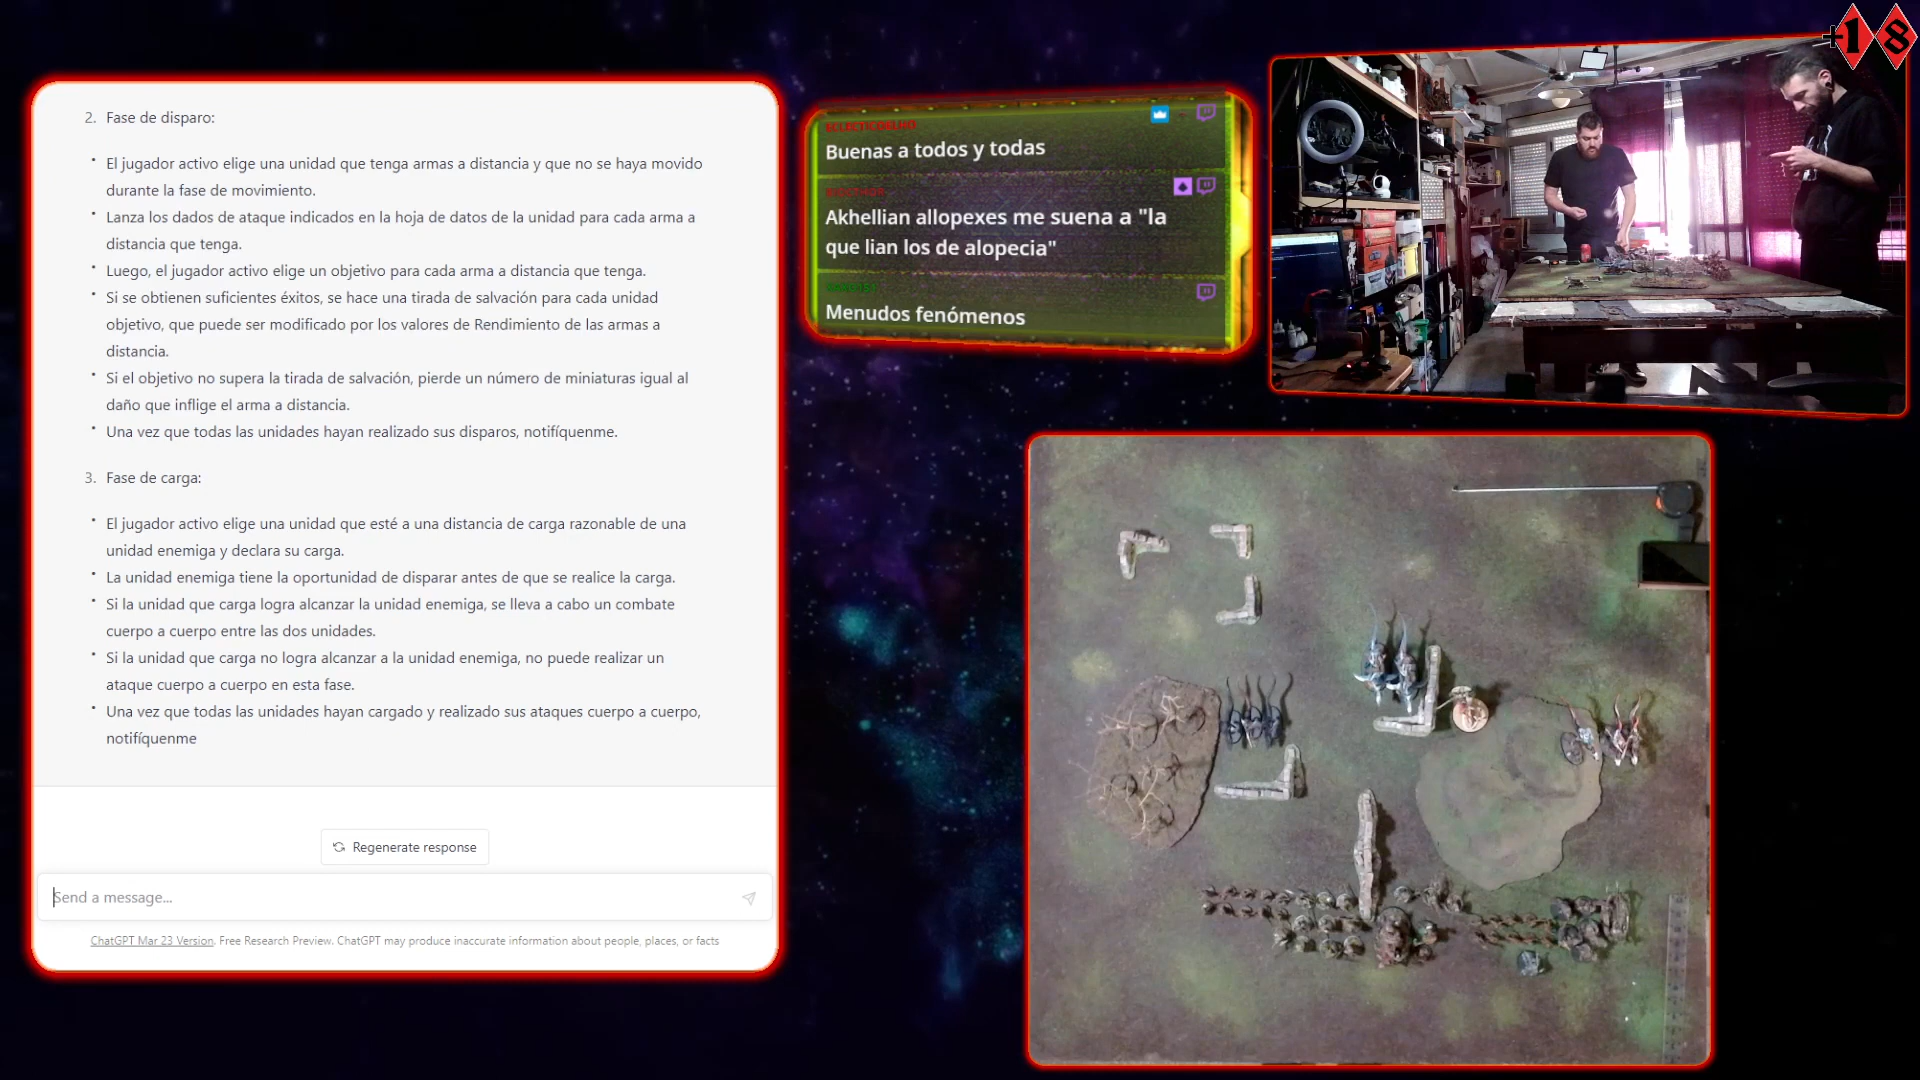 2. Fase de disparo:
• El jugador activo elige una unidad que tenga armas a distancia y que no se haya movido
durante la fase de movimiento.
• Lanza los dados de ataque indicados en la hoja de datos de la unidad para cada arma a
distancia que tenga.
• Luego, el jugador activo elige un objetivo para cada arma a distancia que tenga.
• Si se obtienen suficientes éxitos, se hace una tirada de salvación para cada unidad
objetivo, que puede ser modificado por los valores de Rendimiento de las armas a
distancia.
• Si el objetivo no supera la tirada de salvación, pierde un número de miniaturas igual al
daño que inflige el arma a distancia.
• Una vez que todas las unidades hayan realizado sus disparos, notifíquenme.
3. Fase de carga:
• El jugador activo elige una unidad que esté a una distancia de carga razonable de una
unidad enemiga y declara su carga.
• La unidad enemiga tiene la oportunidad de disparar antes de que se realice la carga.
• Si la unidad que carga logra alcanzar la unidad enemiga, se lleva a cabo un combate
cuerpo a cuerpo entre las dos unidades.
• Si la unidad que carga no logra alcanzar a la unidad enemiga, no puede realizar un
ataque cuerpo a cuerpo en esta fase.
• Una vez que todas las unidades hayan cargado y realizado sus ataques cuerpo a cuerpo,
notifíquenme
Regenerate response
Send a message...
ChatGPT Mar 23 Version. Free Research Preview. ChatGPT may produce inaccurate information about people, places, or facts
Buenas a todos y todas
Akhellian allopexes me suena a "la
que lian los de alopecia"
Menudos fenómenos
+18